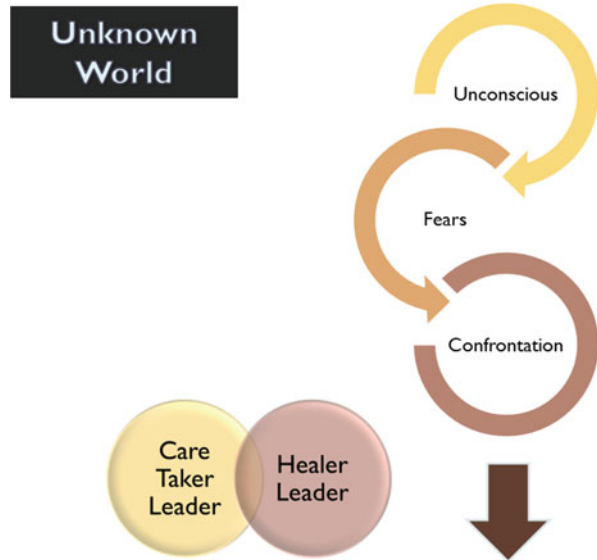 Unknown
World
Unconscious
Fears
Confrontation
Care
Taker
Leader
Healer
Leader